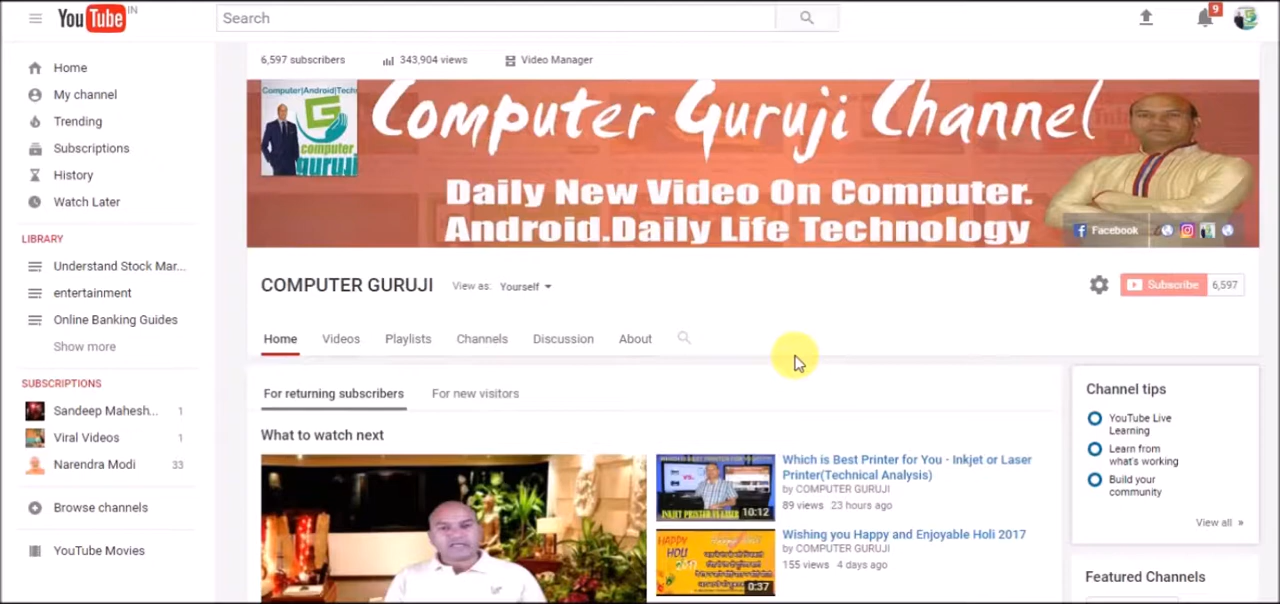 YouTube IN
Search
9
Home
My channel
Trending
Subscriptions
History
Watch Later
LIBRARY
Understand Stock Mar...
entertainment
Online Banking Guides
Show more
SUBSCRIPTIONS
Sandeep Mahesh... 1
Viral Videos 1
Narendra Modi 33
Browse channels
YouTube Movies
6,597 subscribers 343,904 views Video Manager
Computer|Android|Tech
computer
guruji
Computer Guruji Channel
Daily New Video On Computer.
Android.Daily Life Technology
Facebook
COMPUTER GURUJI View as: Yourself
Subscribe 6,597
Home Videos Playlists Channels Discussion About
For returning subscribers For new visitors
What to watch next
INKJET PRINTER VS LASER
10:12
Which is Best Printer for You - Inkjet or Laser
Printer(Technical Analysis)
by COMPUTER GURUJI
89 views 23 hours ago
HAPPY
HOLI
0:37
Wishing you Happy and Enjoyable Holi 2017
by COMPUTER GURUJI
155 views 4 days ago
Channel tips
YouTube Live
Learning
Learn from
what's working
Build your
community
View all »
Featured Channels